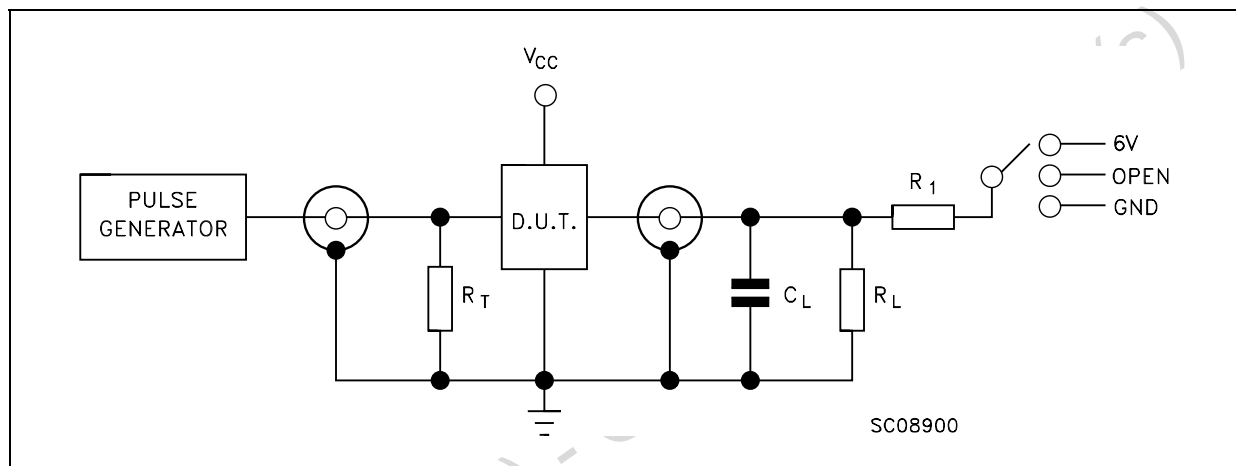 VCC
PULSE
GENERATOR
D.U.T.
RT
CL
RL
R1
6V
OPEN
GND
SC08900